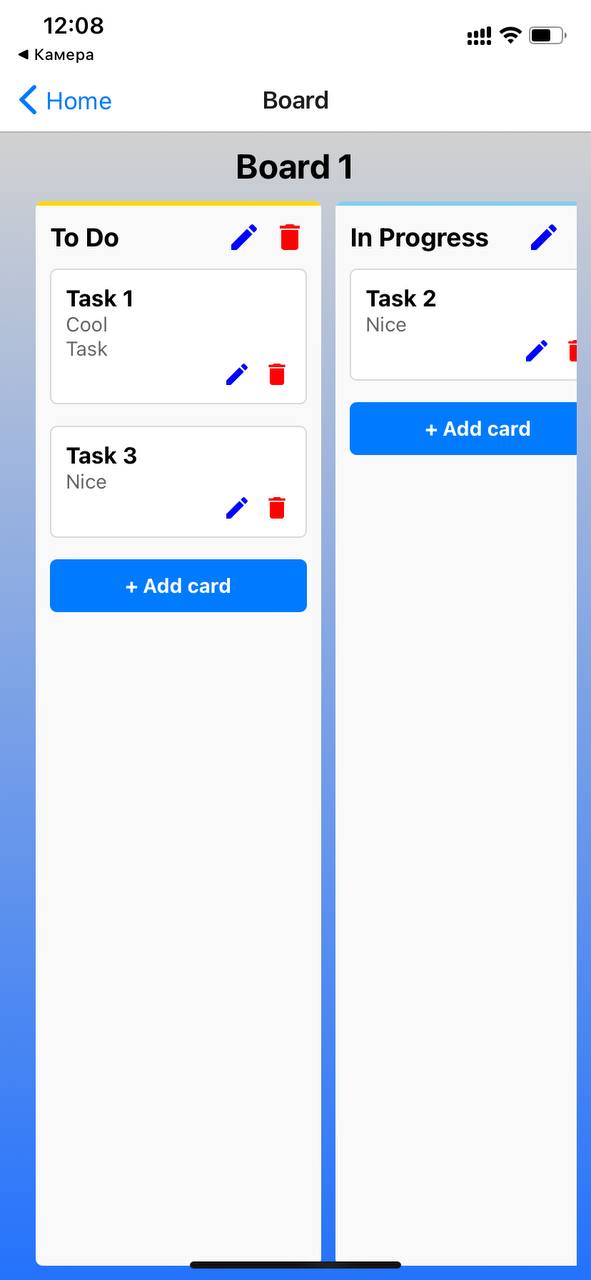 12:08
◀ Камера
Home
Board
Board 1
To Do
Task 1
Cool
Task
Task 3
Nice
+ Add card
In Progress
Task 2
Nice
+ Add card